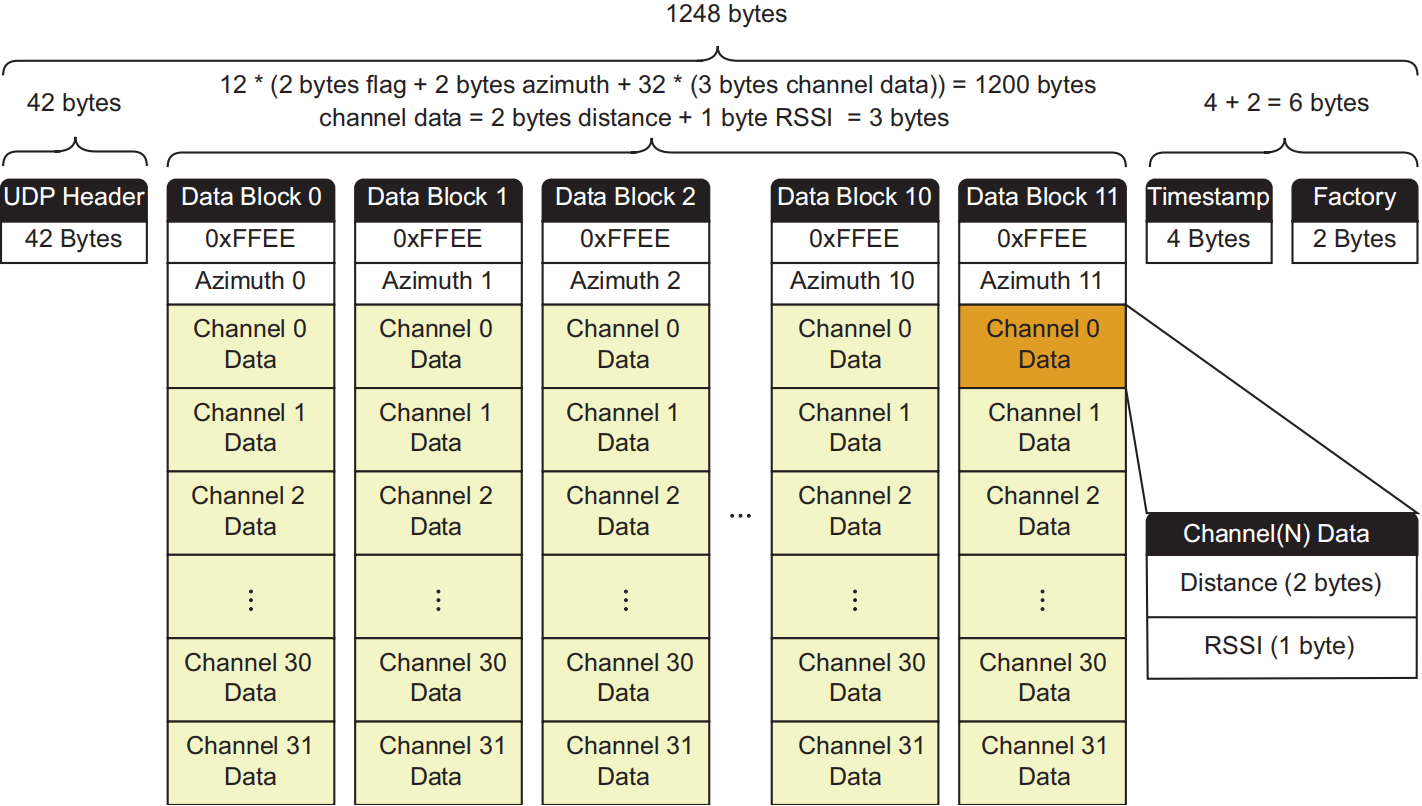 1248 bytes
12 * (2 bytes flag + 2 bytes azimuth + 32 * (3 bytes channel data)) = 1200 bytes
channel data = 2 bytes distance + 1 byte RSSI = 3 bytes
42 bytes
4 + 2 = 6 bytes
UDP Header
42 Bytes
Data Block 0
0xFFEE
Azimuth 0
Channel 0
Data
Channel 1
Data
Channel 2
Data
⋮
Channel 30
Data
Channel 31
Data
Data Block 1
0xFFEE
Azimuth 1
Channel 0
Data
Channel 1
Data
Channel 2
Data
⋮
Channel 30
Data
Channel 31
Data
Data Block 2
0xFFEE
Azimuth 2
Channel 0
Data
Channel 1
Data
Channel 2
Data
⋮
Channel 30
Data
Channel 31
Data
...
Data Block 10
0xFFEE
Azimuth 10
Channel 0
Data
Channel 1
Data
Channel 2
Data
⋮
Channel 30
Data
Channel 31
Data
Data Block 11
0xFFEE
Azimuth 11
Channel 0
Data
Channel 1
Data
Channel 2
Data
⋮
Channel 30
Data
Channel 31
Data
Timestamp
4 Bytes
Factory
2 Bytes
Channel(N) Data
Distance (2 bytes)
RSSI (1 byte)